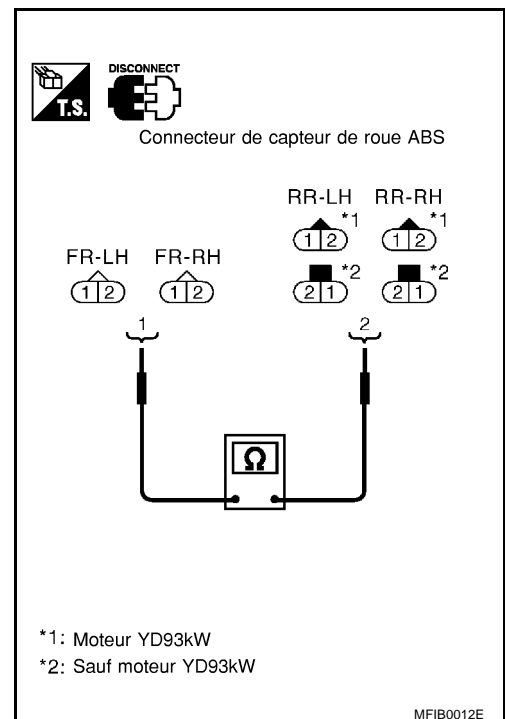 T.S.
DISCONNECT
Connecteur de capteur de roue ABS
RR-LH RR-RH
*1 *1
1 2 1 2
FR-LH FR-RH
*2 *2
1 2 1 2 2 1 2 1
1 2
Ω
*1: Moteur YD93kW
*2: Sauf moteur YD93kW
MFIB0012E